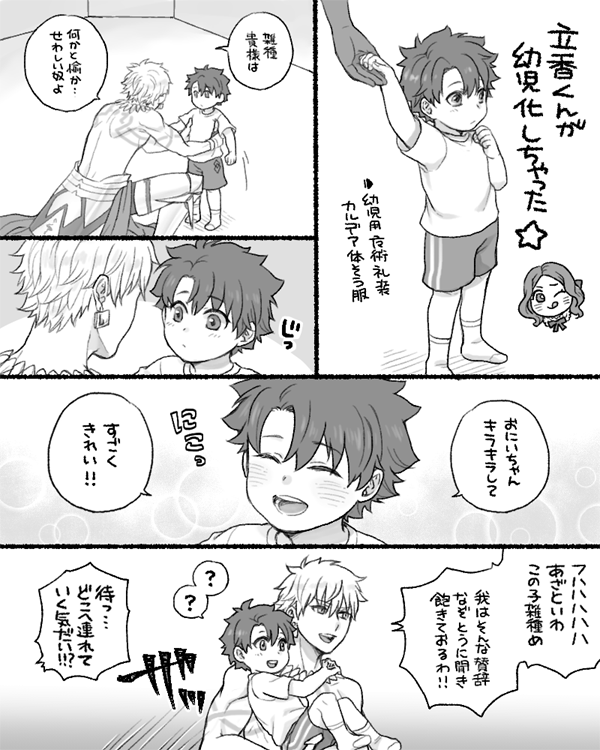 立香くんが
幼児化しちゃった☆
幼児用魔術礼装
カルデア体そう服
雑種
貴様は
何かと愉か…
せわしい奴よ
じっ
おにいちゃん
キラキラして
すごく
きれい!!
にこっ
フハハハハハ
あざといわ
この子雑種め
我はそんな賛辞
などとうに聞き
飽きておるわ!!
?
?
待っ…
どこへ連れて
いく気だい!!?